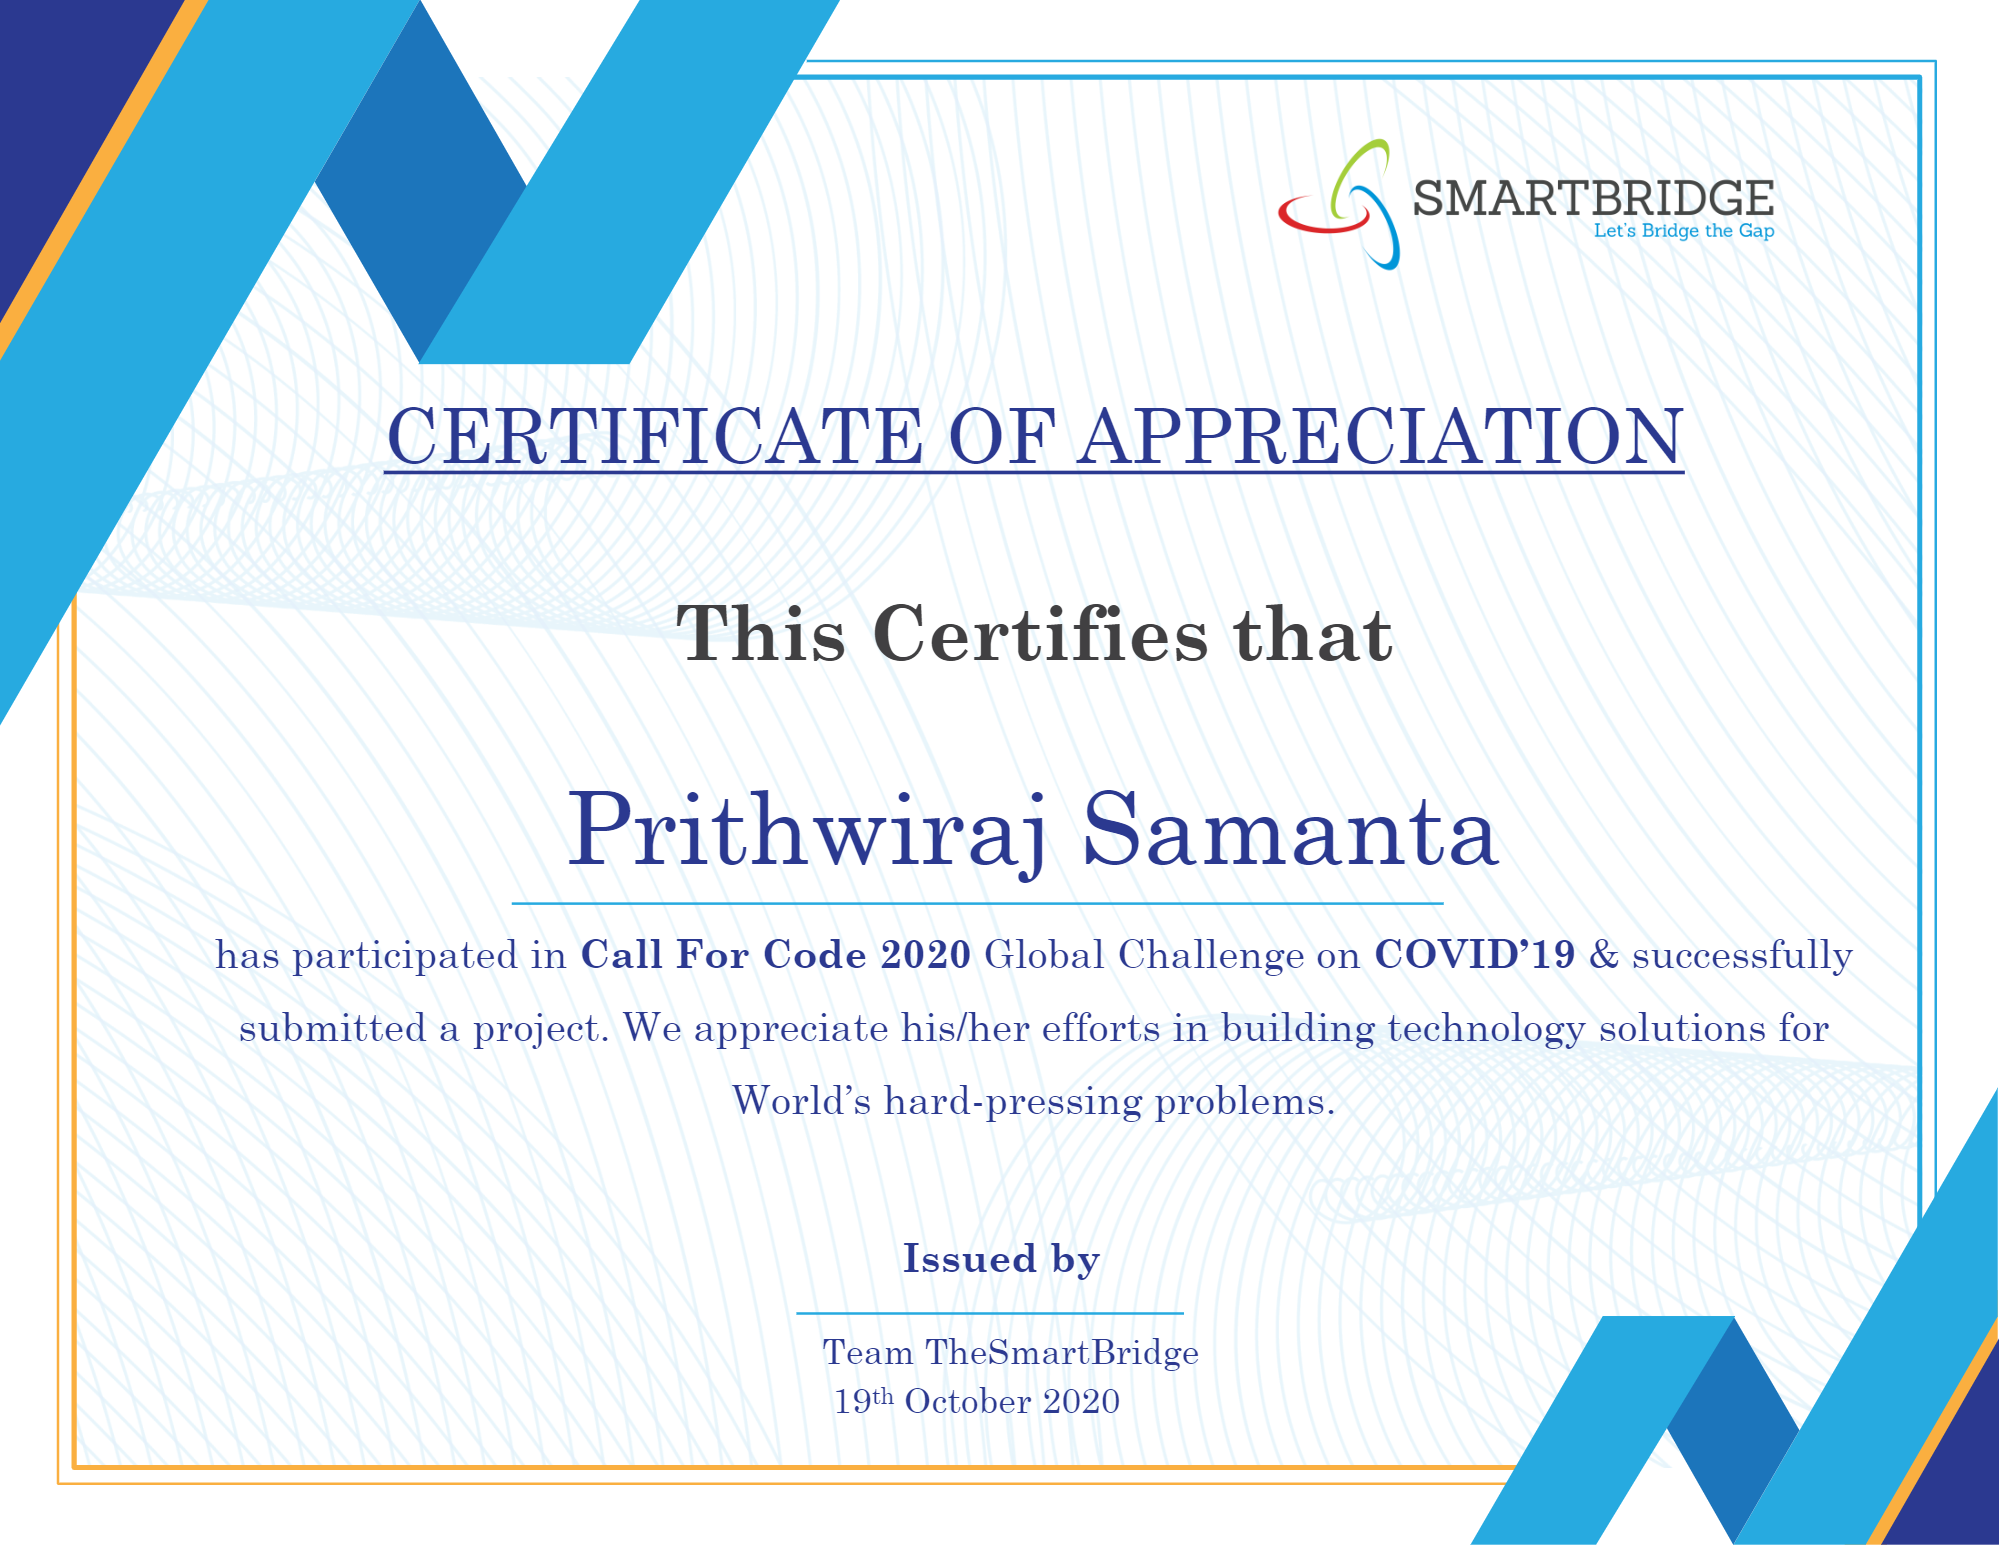 SMARTBRIDGE
Let's Bridge the Gap
CERTIFICATE OF APPRECIATION
This Certifies that
Prithwiraj Samanta
has participated in Call For Code 2020 Global Challenge on COVID’19 & successfully
submitted a project. We appreciate his/her efforts in building technology solutions for
World’s hard-pressing problems.
Issued by
Team TheSmartBridge
19th October 2020